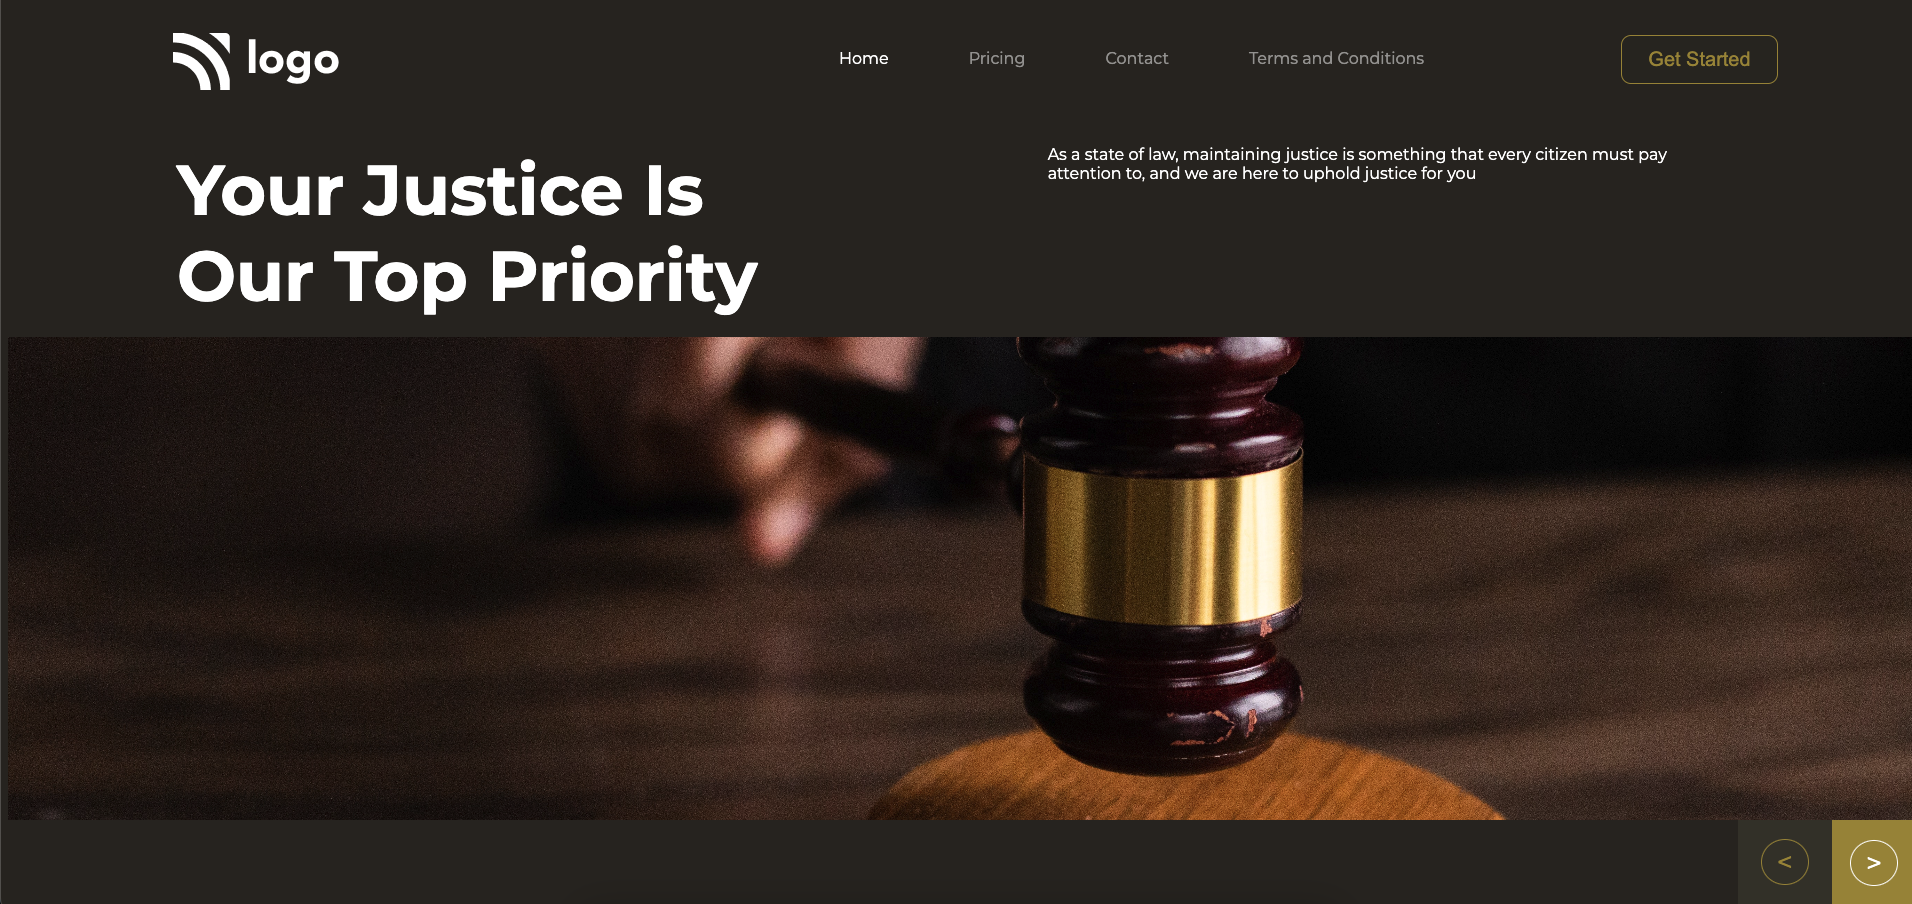 logo
Home
Pricing
Contact
Terms and Conditions
Get Started
Your Justice Is
Our Top Priority
As a state of law, maintaining justice is something that every citizen must pay
attention to, and we are here to uphold justice for you
<
>